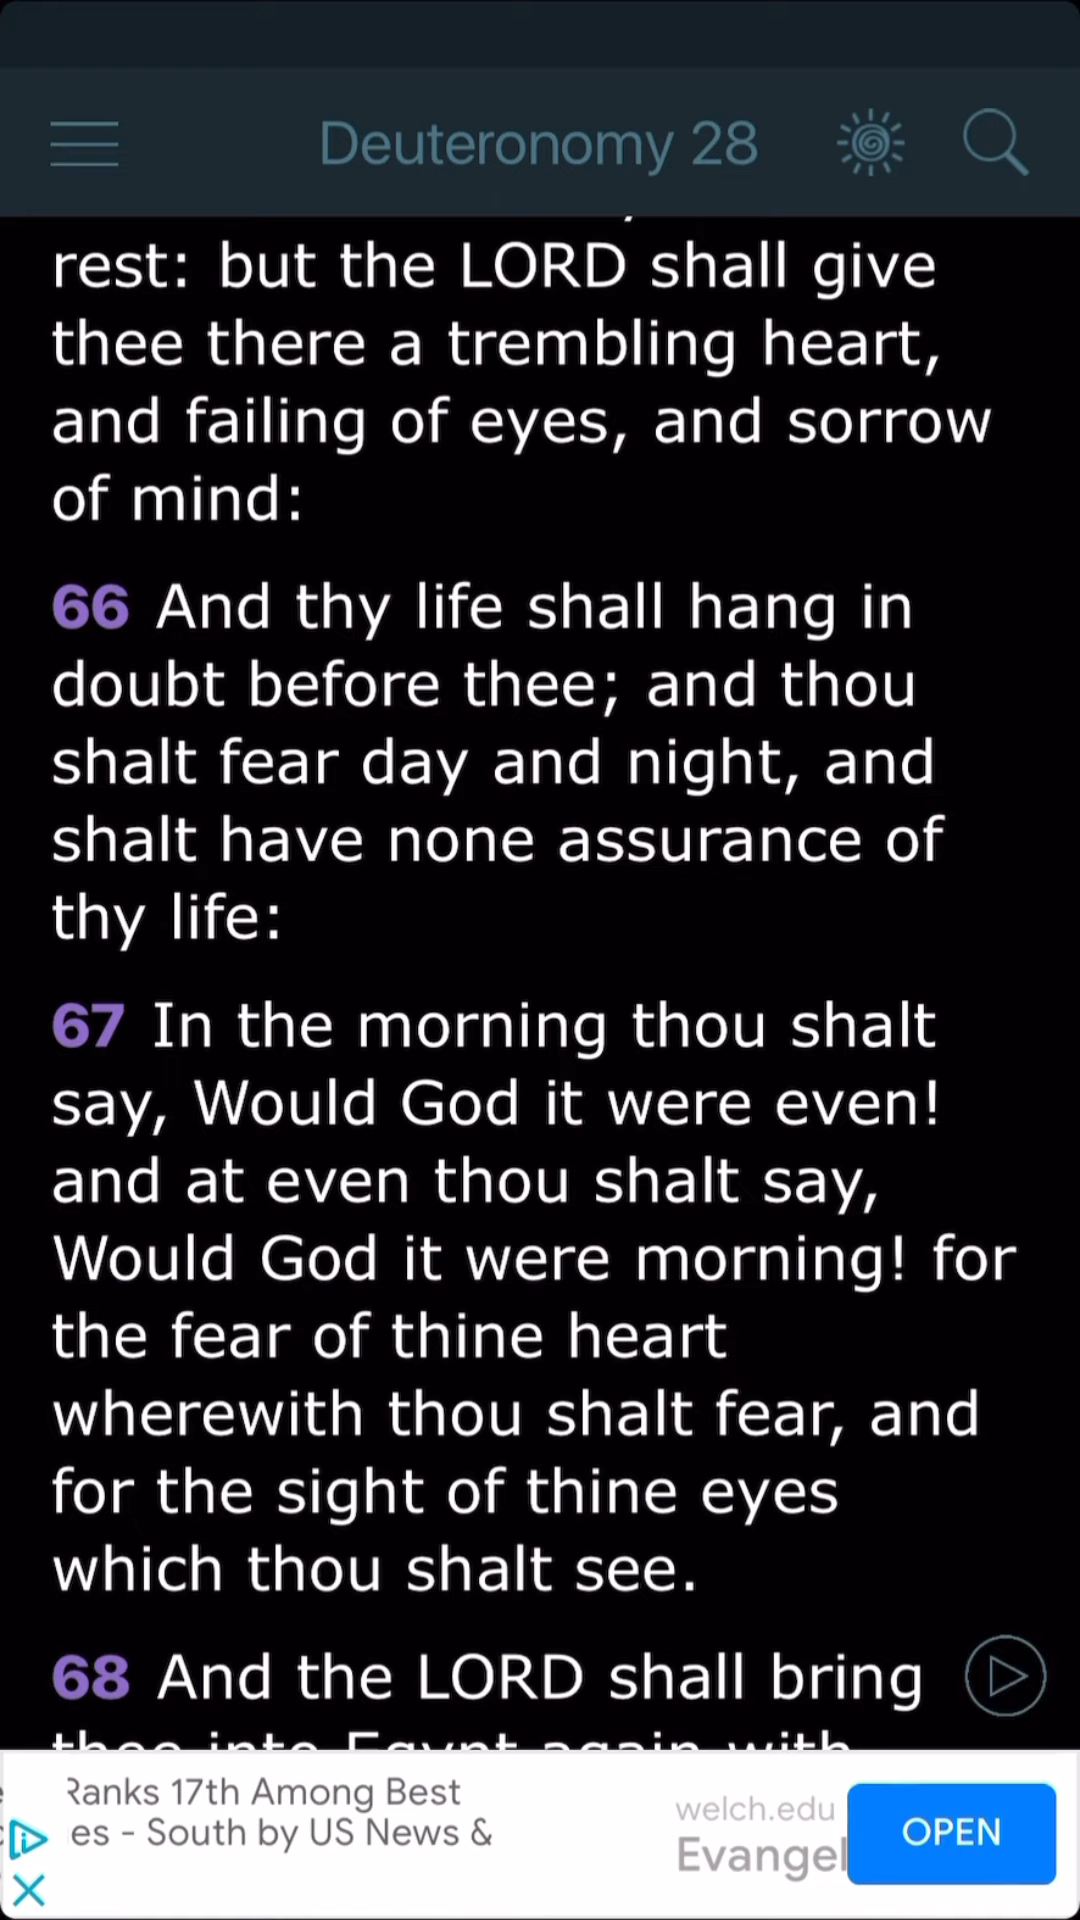 Deuteronomy 28
rest: but the LORD shall give
thee there a trembling heart,
and failing of eyes, and sorrow
of mind:
66 And thy life shall hang in
doubt before thee; and thou
shalt fear day and night, and
shalt have none assurance of
thy life:
67 In the morning thou shalt
say, Would God it were even!
and at even thou shalt say,
Would God it were morning! for
the fear of thine heart
wherewith thou shalt fear, and
for the sight of thine eyes
which thou shalt see.
68 And the LORD shall bring
thee into Egypt again with
Ranks 17th Among Best
es - South by US News &
welch.edu
Evangel
OPEN